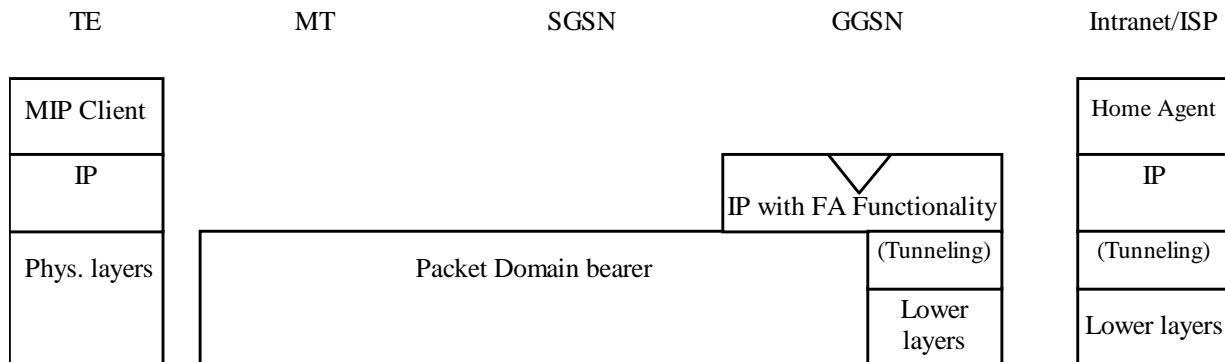 TE MT SGSN GGSN Intranet/ISP
MIP Client Home Agent
IP IP
IP with FA Functionality
Phys. layers Packet Domain bearer (Tunneling) (Tunneling)
Lower
layers
Lower layers